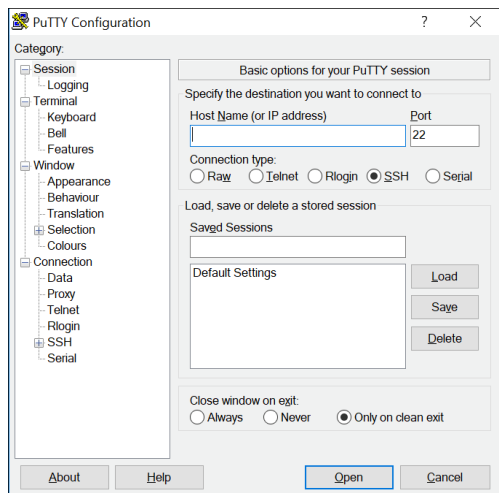 PuTTY Configuration
? ×
Category:
Session
Logging
Terminal
Keyboard
Bell
Features
Window
Appearance
Behaviour
Translation
Selection
Colours
Connection
Data
Proxy
Telnet
Rlogin
SSH
Serial
Basic options for your PuTTY session
Specify the destination you want to connect to
Host Name (or IP address) Port
22
Connection type:
Raw Telnet Rlogin SSH Serial
Load, save or delete a stored session
Saved Sessions
Default Settings
Load
Save
Delete
Close window on exit:
Always Never Only on clean exit
About Help Open Cancel